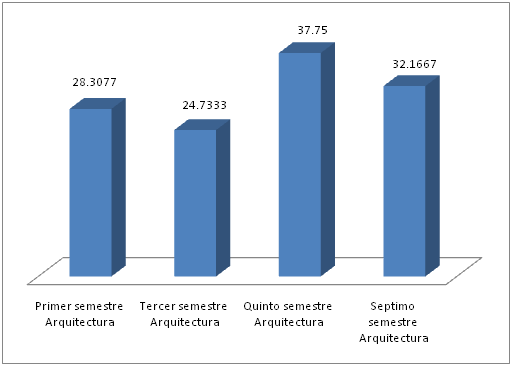 37.75
32.1667
28.3077
24.7333
Primer semestre
Arquitectura
Tercer semestre
Arquitectura
Quinto semestre
Arquitectura
Septimo
semestre
Arquitectura